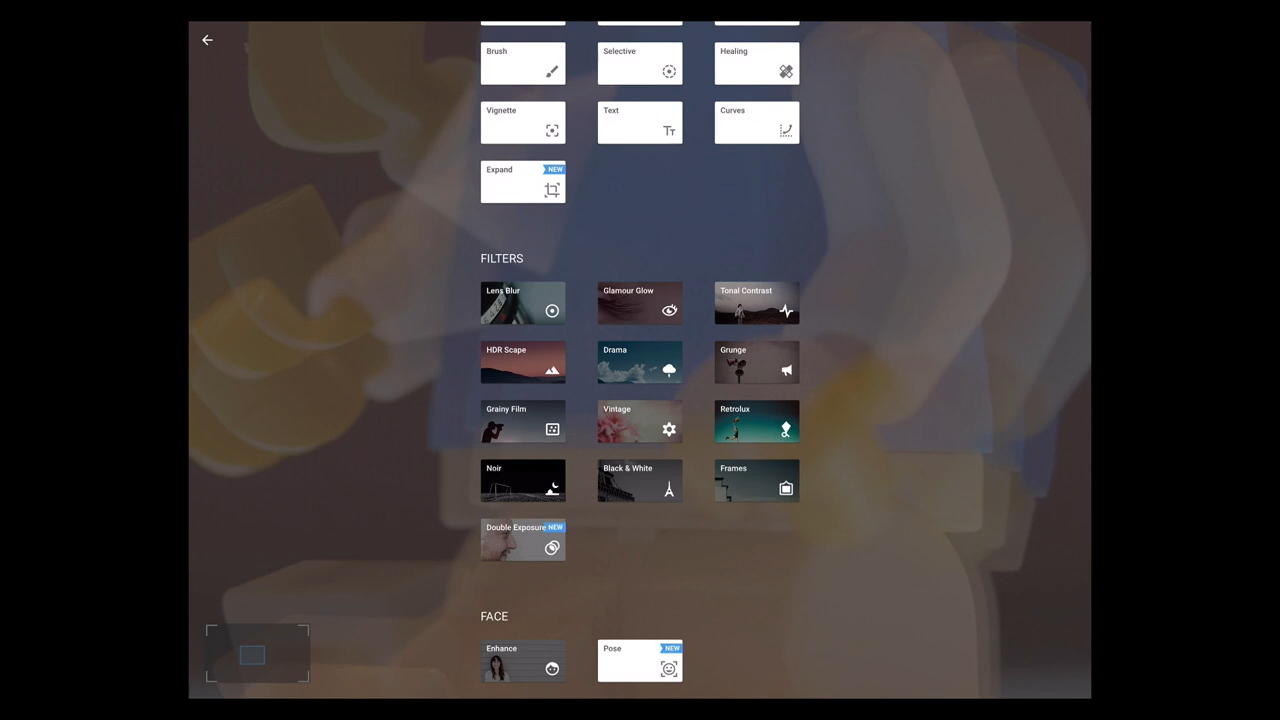 Brush
Selective
Healing
Vignette
Text
Curves
Expand
NEW
FILTERS
Lens Blur
Glamour Glow
Tonal Contrast
HDR Scape
Drama
Grunge
Grainy Film
Vintage
Retrolux
Noir
Black & White
Frames
Double Exposure
NEW
FACE
Enhance
Pose
NEW